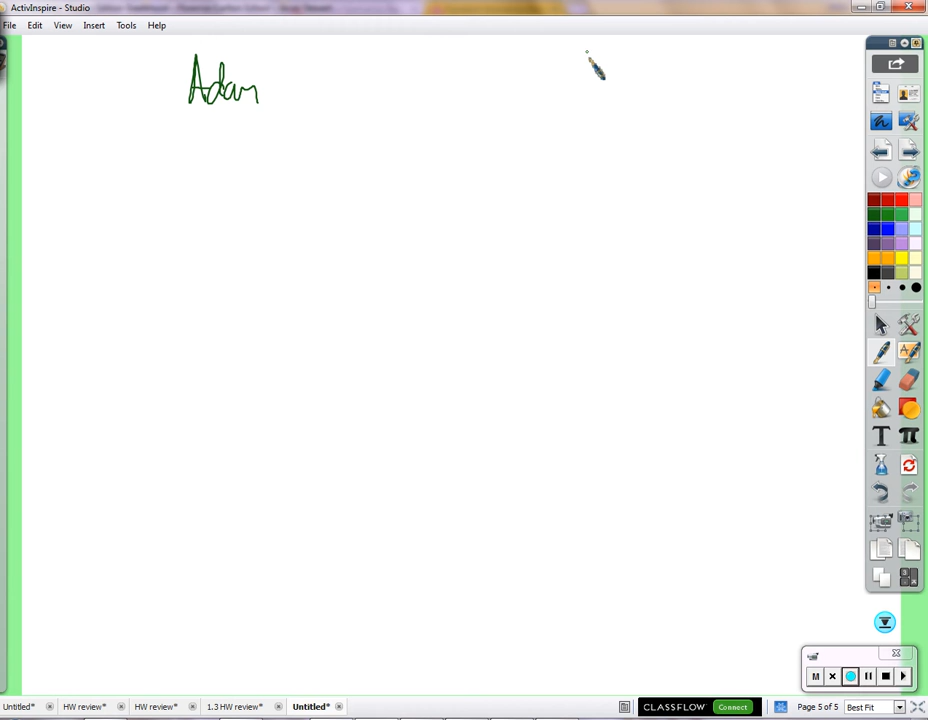 ActivInspire - Studio
File Edit View Insert Tools Help
Adam
M
T
Untitled* HW review* HW review* 1.3 HW review* Untitled* CLASSFLOW Connect Page 5 of 5 Best Fit